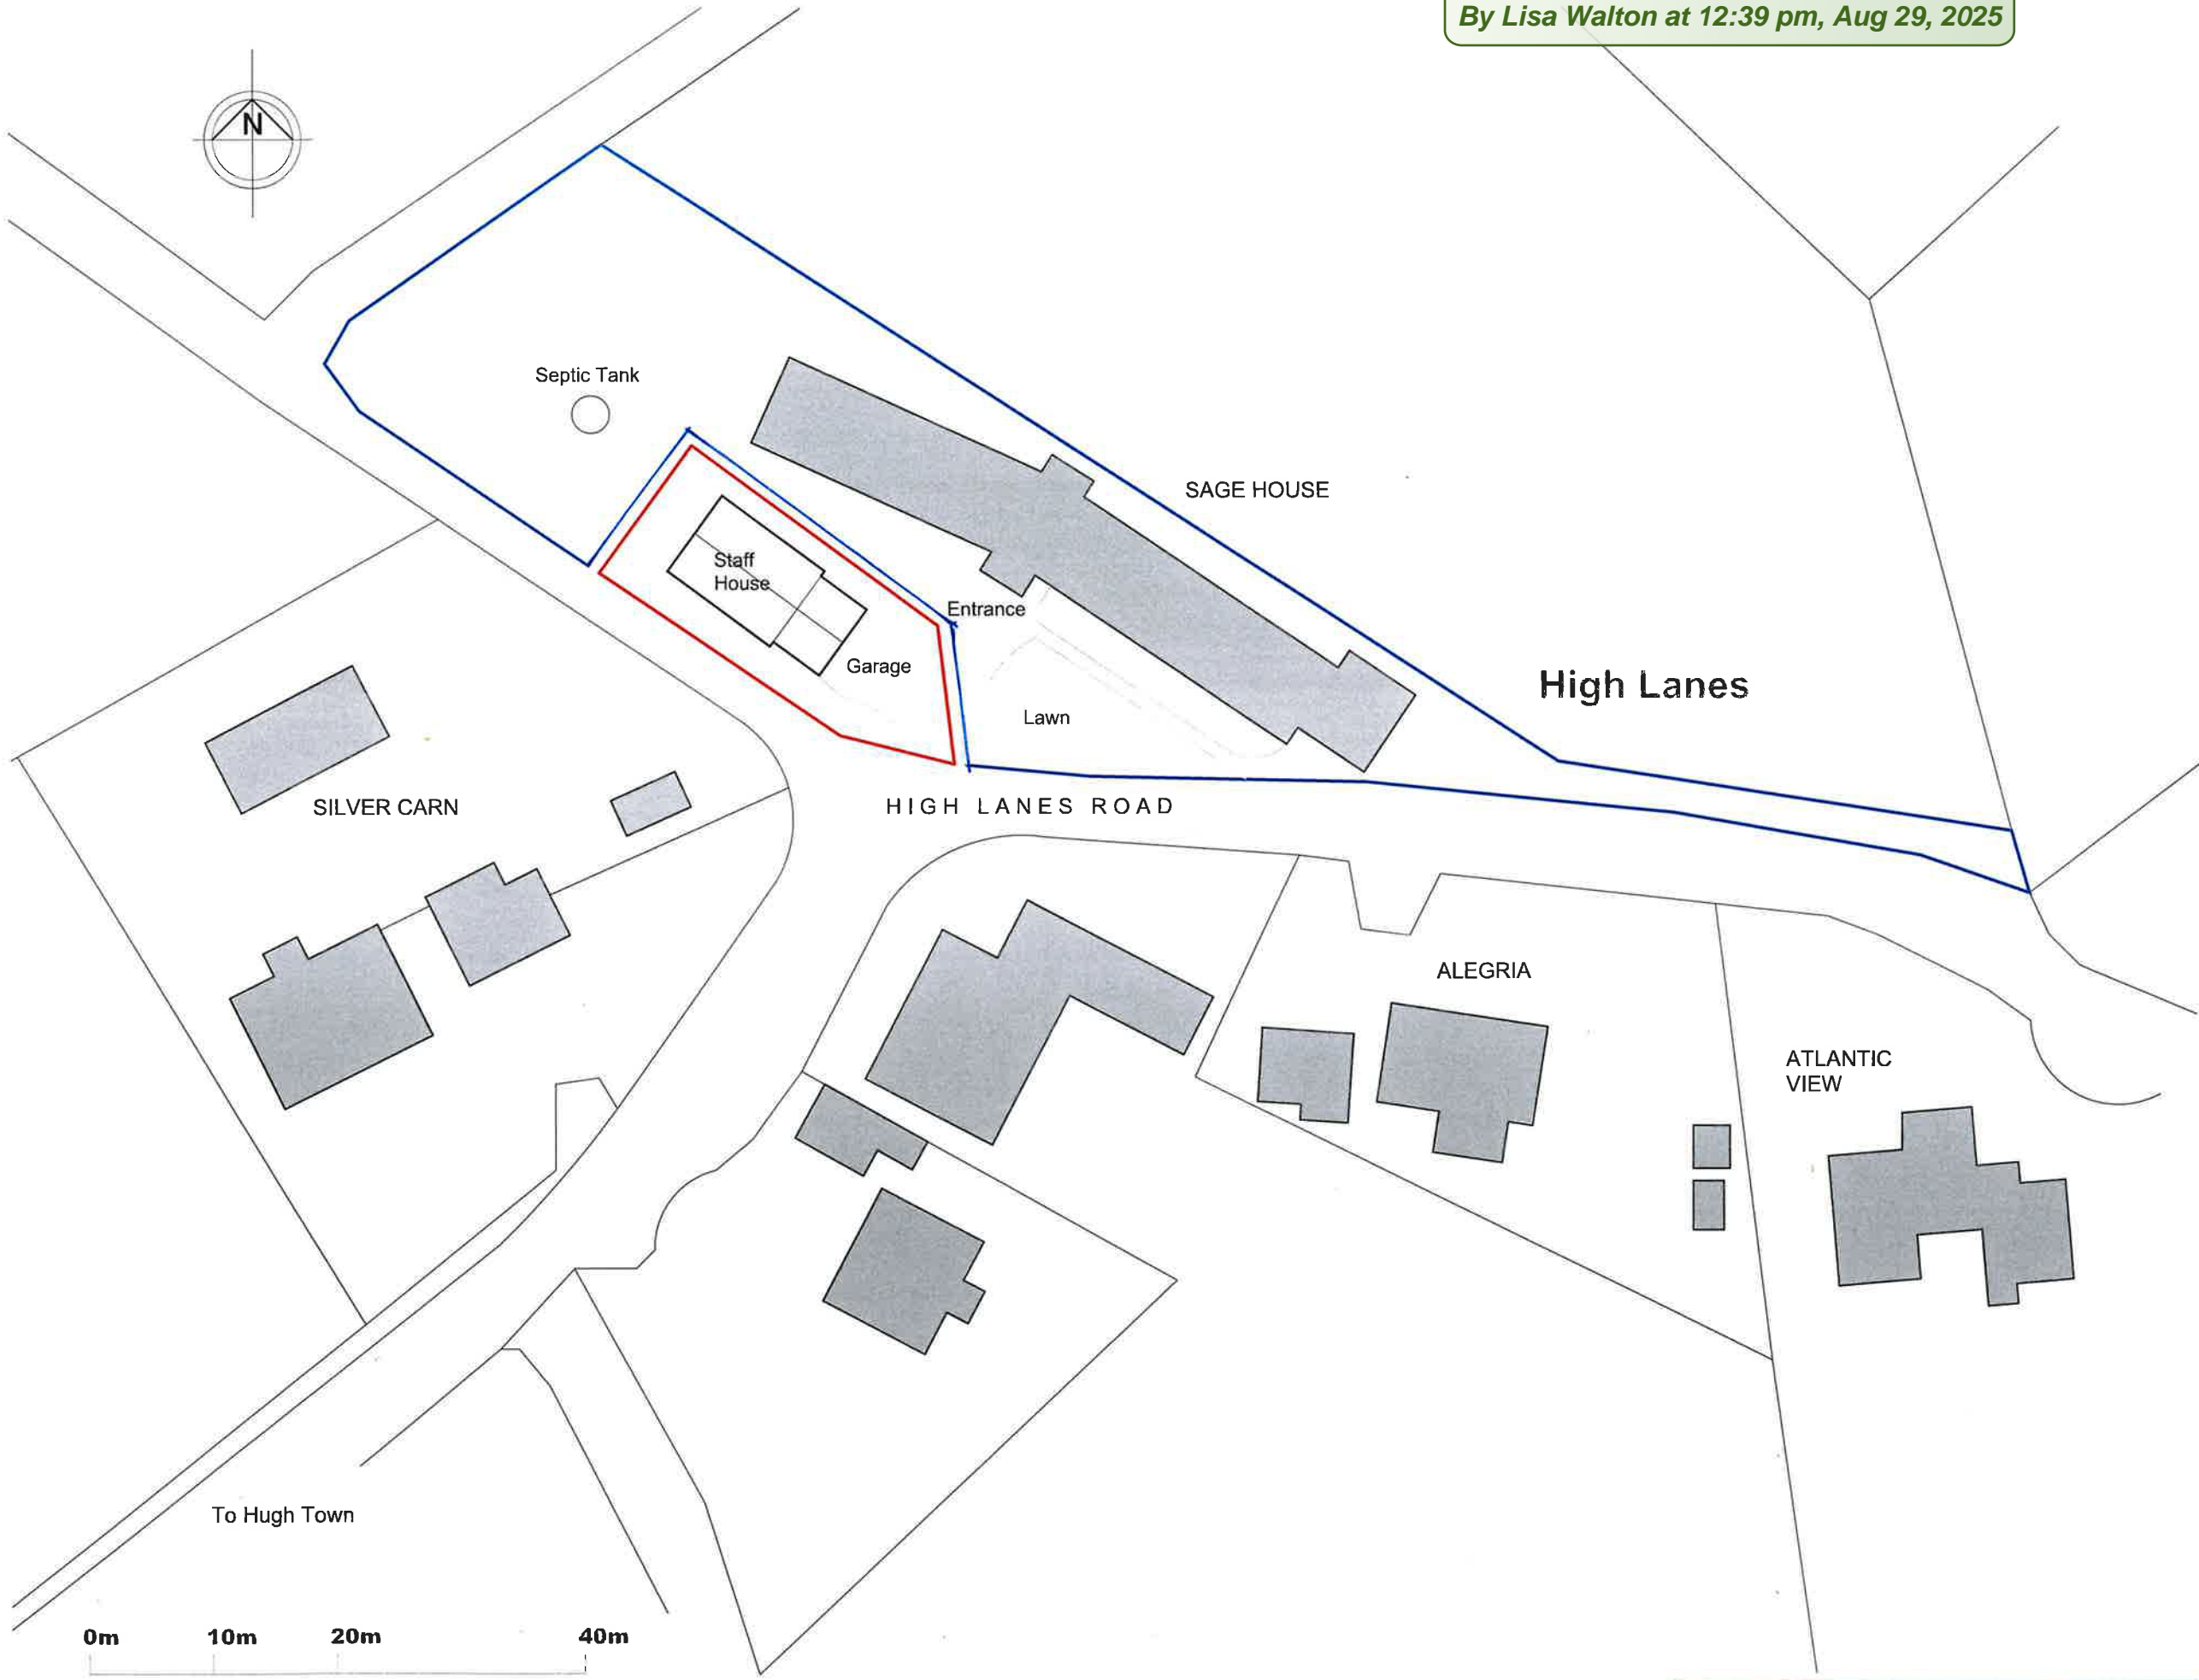 By Lisa Walton at 12:39 pm, Aug 29, 2025
N
Septic Tank
SAGE HOUSE
Staff
House
Entrance
Garage
High Lanes
Lawn
SILVER CARN
HIGH LANES ROAD
ALEGRIA
ATLANTIC
VIEW
To Hugh Town
0m 10m 20m 40m